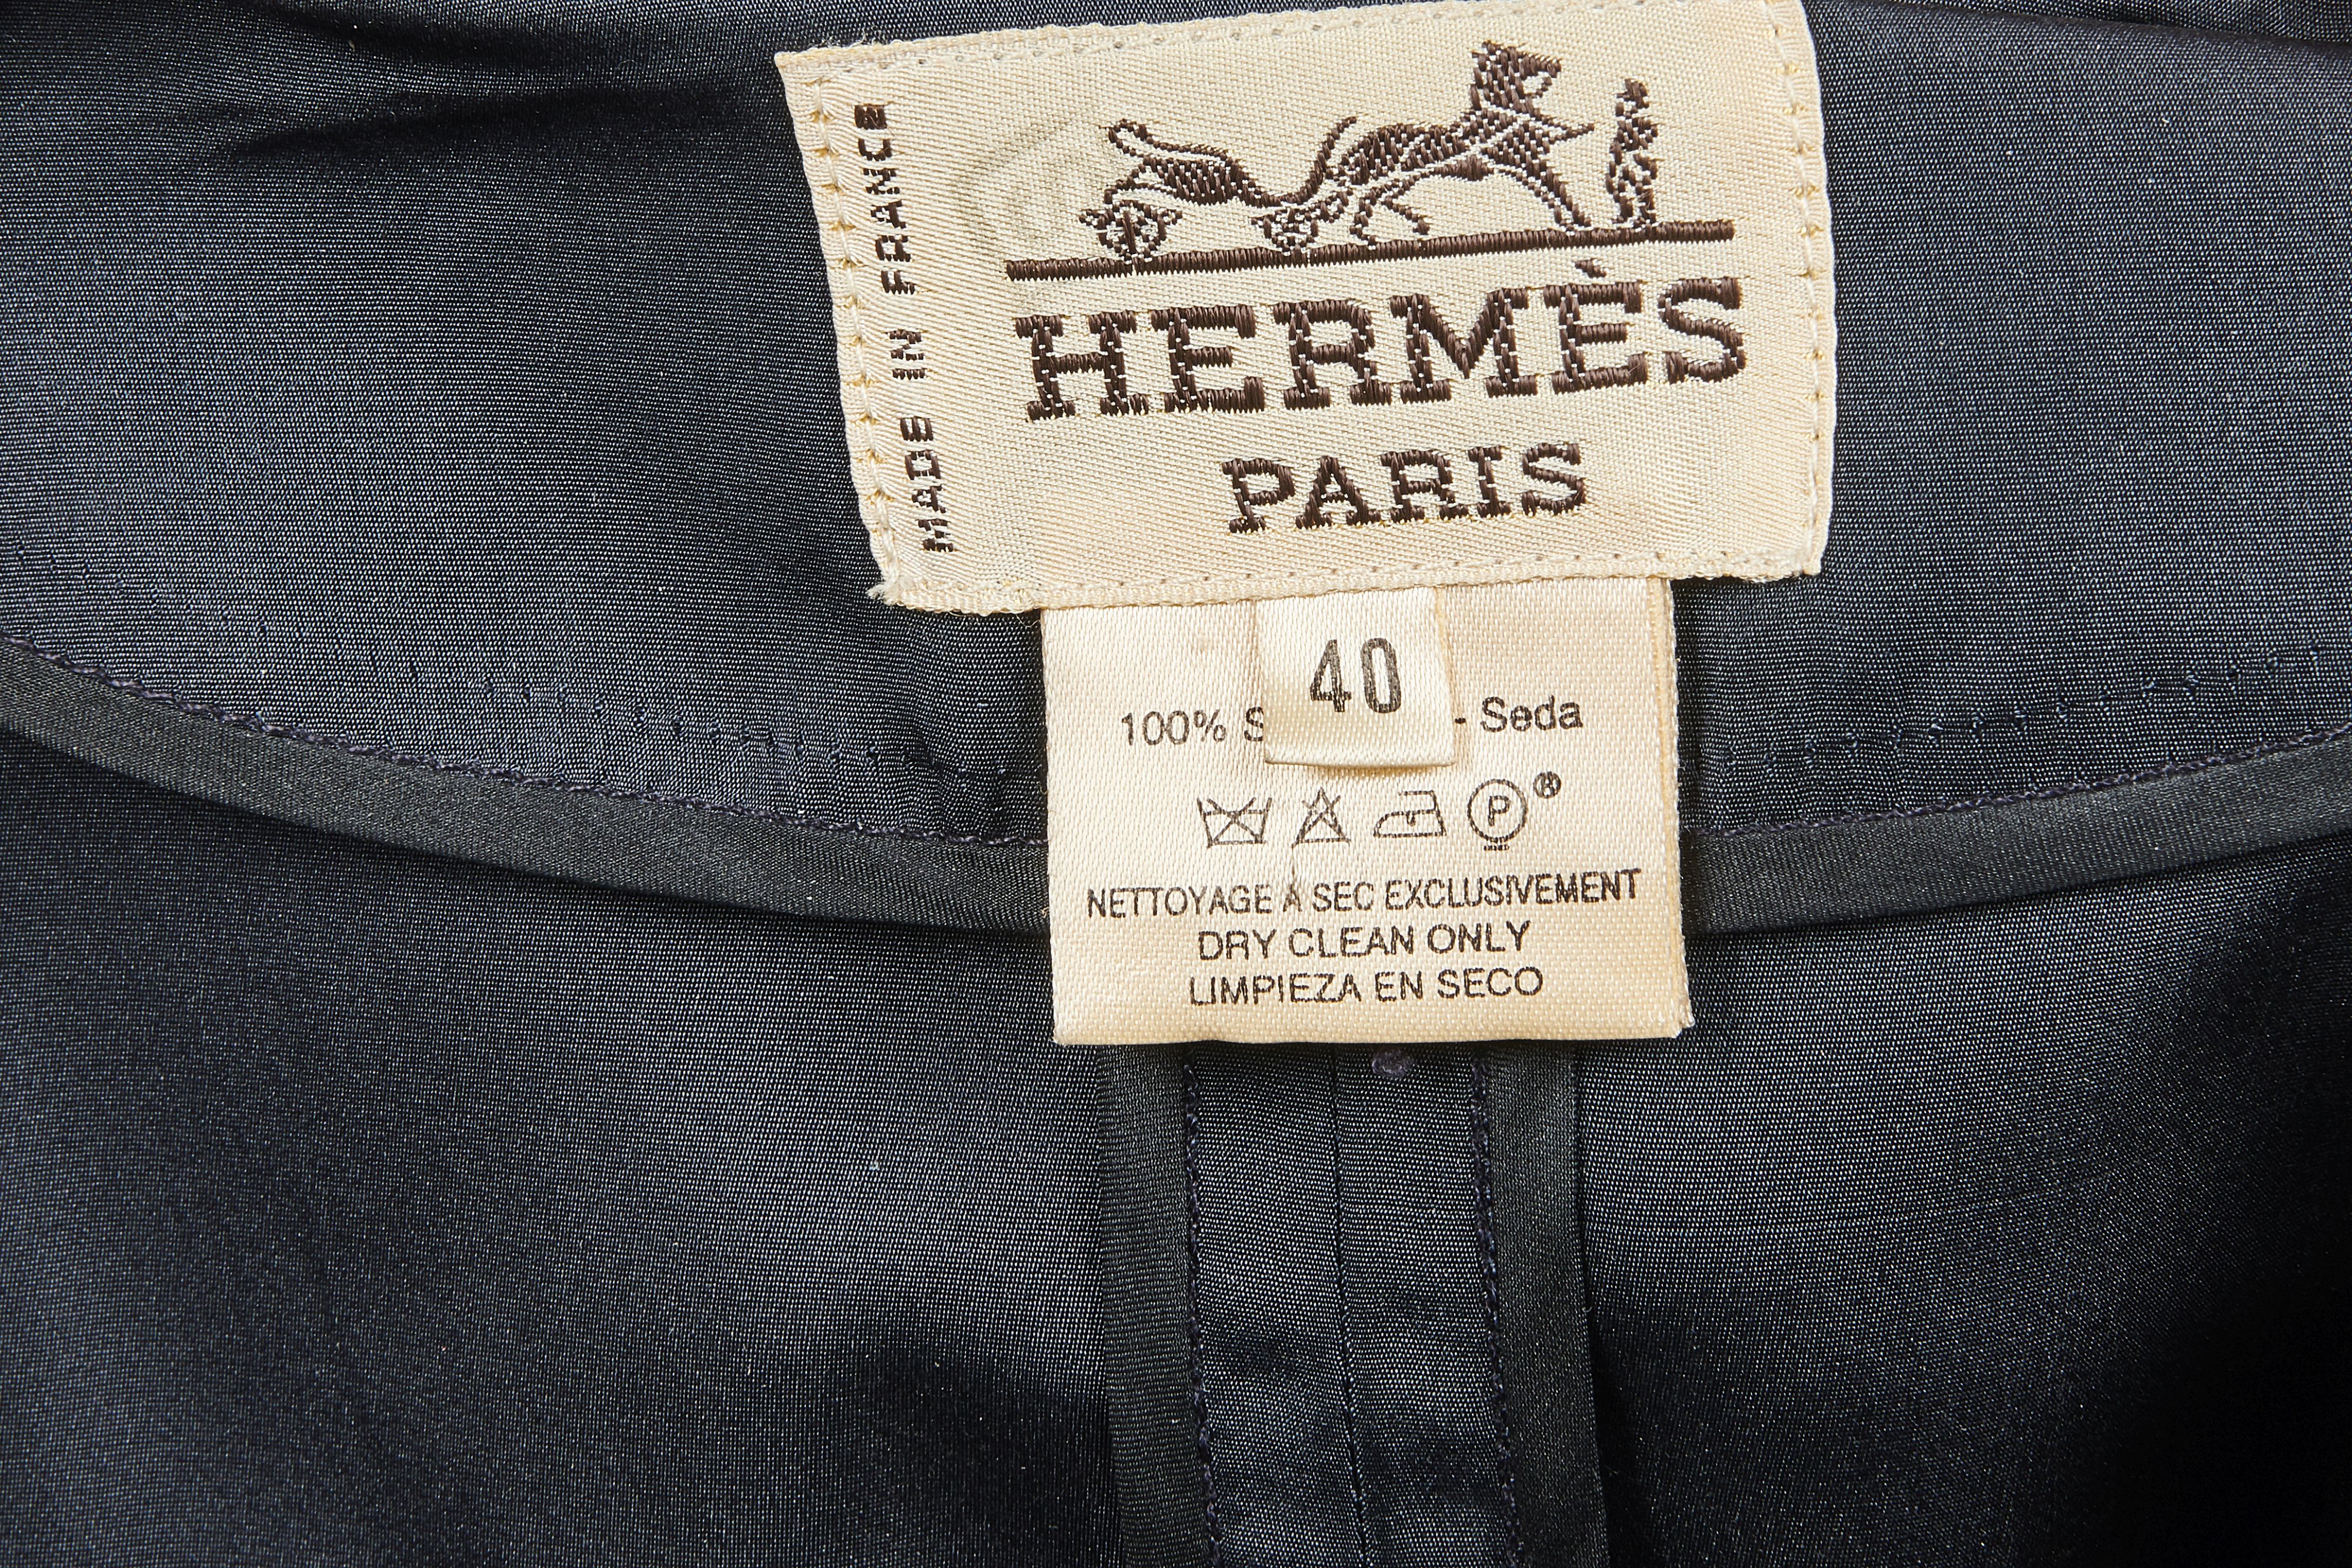 MADE IN FRANCE
HERMÈS
PARIS
40
100% - Seda
P ®
NETTOYAGE A SEC EXCLUSIVEMENT
DRY CLEAN ONLY
LIMPIEZA EN SECO